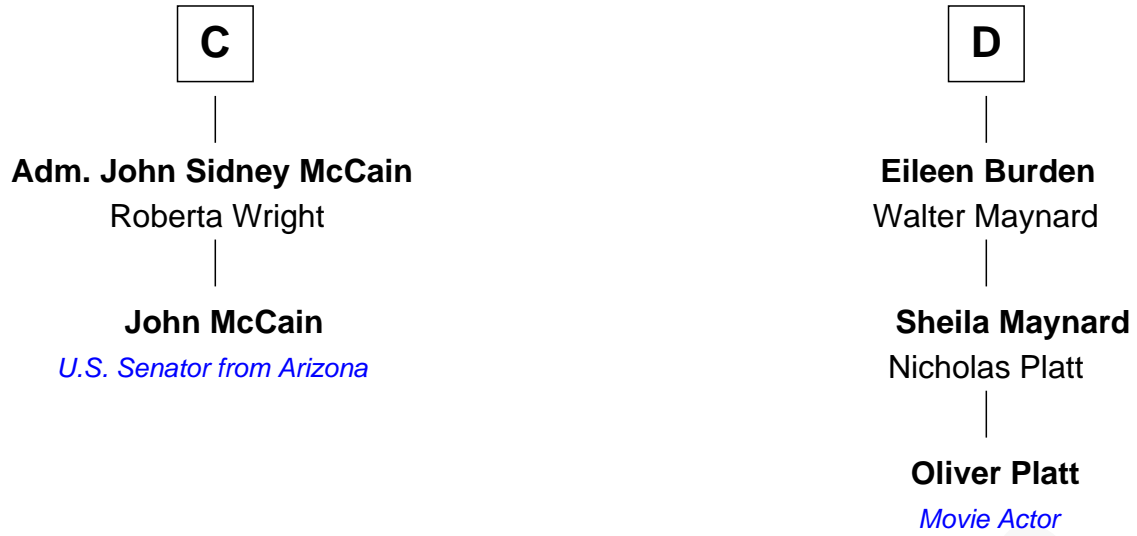 C
Adm. John Sidney McCain
Roberta Wright
John McCain
U.S. Senator from Arizona
D
Eileen Burden
Walter Maynard
Sheila Maynard
Nicholas Platt
Oliver Platt
Movie Actor